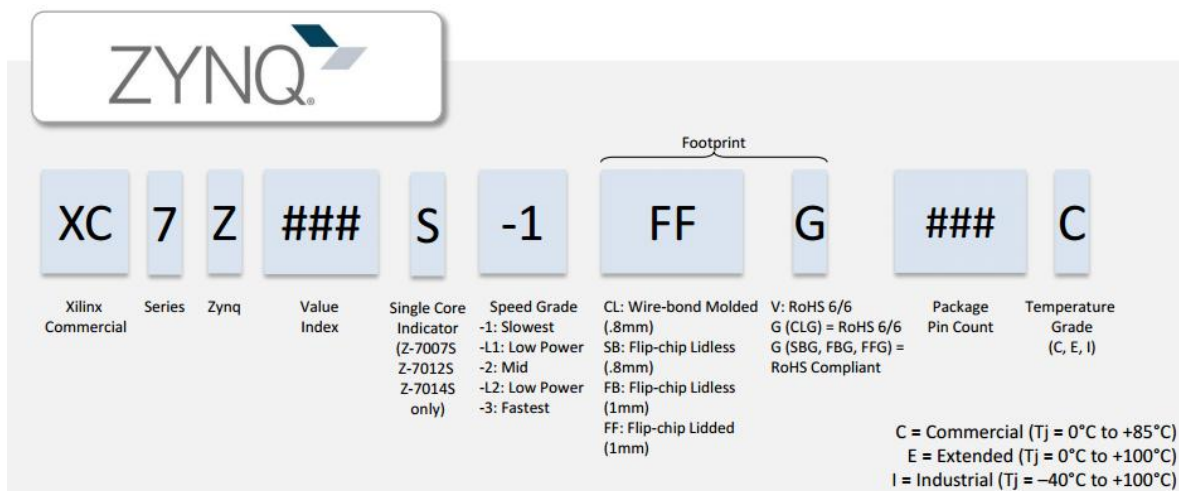 ZYNQ®
Footprint
XC 7 Z ### S -1 FF G ### C
Xilinx
Commercial
Series
Zynq
Value
Index
Single Core
Indicator
(Z-7007S
Z-7012S
Z-7014S
only)
Speed Grade
-1: Slowest
-L1: Low Power
-2: Mid
-L2: Low Power
-3: Fastest
CL: Wire-bond Molded
(.8mm)
SB: Flip-chip Lidless
(.8mm)
FB: Flip-chip Lidless
(1mm)
FF: Flip-chip Lidded
(1mm)
V: RoHS 6/6
G (CLG) = RoHS 6/6
G (SBG, FBG, FFG) =
RoHS Compliant
Package
Pin Count
Temperature
Grade
(C, E, I)
C = Commercial (Tj = 0°C to +85°C)
E = Extended (Tj = 0°C to +100°C)
I = Industrial (Tj = –40°C to +100°C)